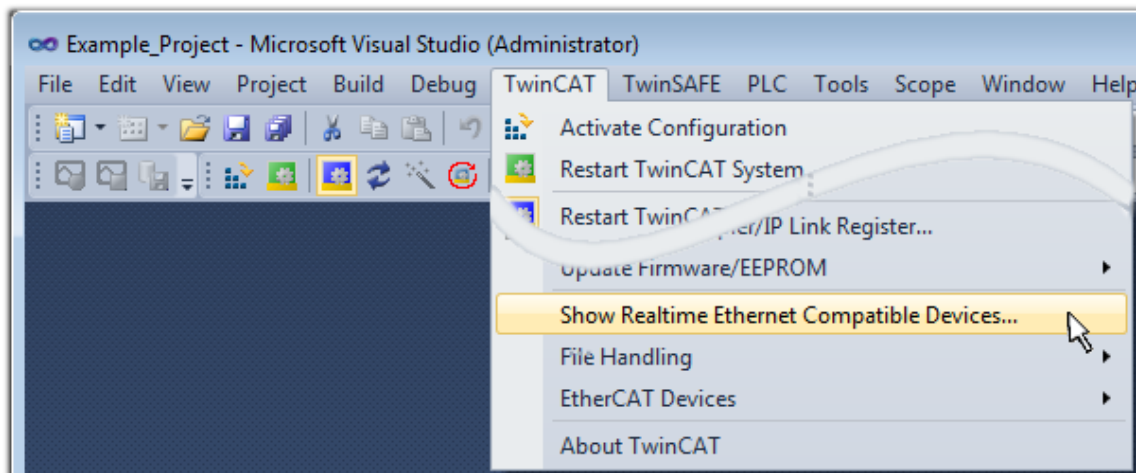 Example_Project - Microsoft Visual Studio (Administrator)
File Edit View Project Build Debug TwinCAT TwinSAFE PLC Tools Scope Window Help
Activate Configuration
Restart TwinCAT System
Restart TwinCAT /IP Link Register...
Update Firmware/EEPROM
Show Realtime Ethernet Compatible Devices...
File Handling
EtherCAT Devices
About TwinCAT